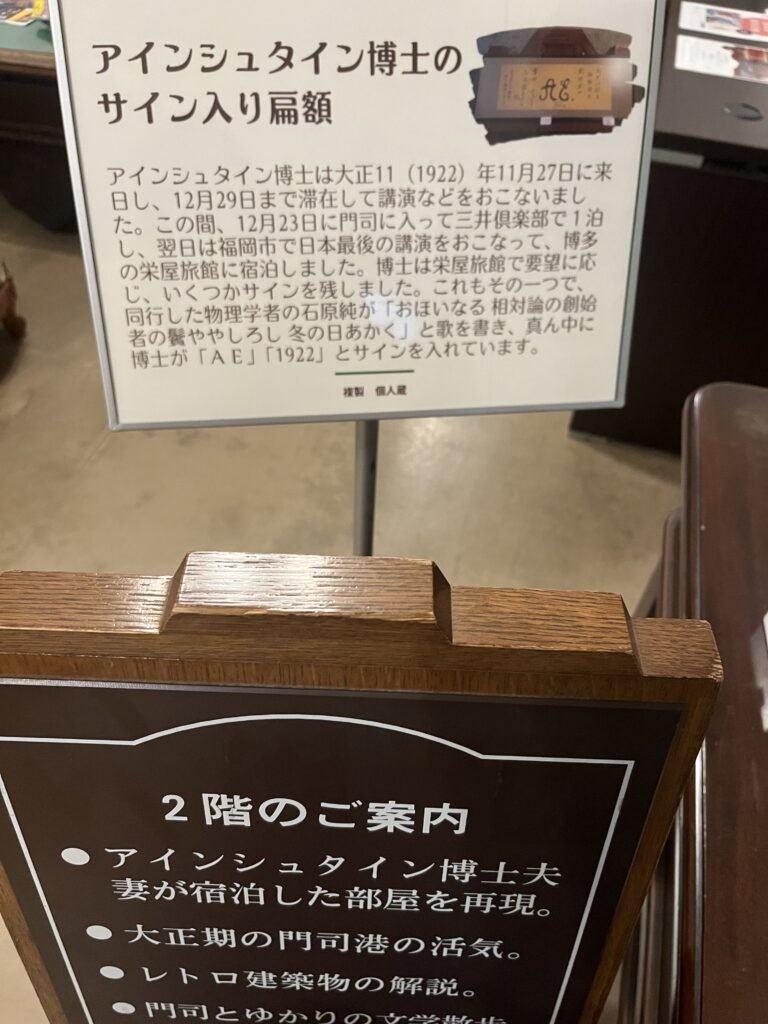 アインシュタイン博士の
サイン入り扁額
アインシュタイン博士は大正11（1922）年11月27日に来
日し、12月29日まで滞在して講演などをおこないまし
た。この間、12月23日に門司に入って三井倶楽部で１泊
し、翌日は福岡市で日本最後の講演をおこなって、博多
の栄屋旅館に宿泊しました。博士は栄屋旅館で要望に応
じ、いくつかサインを残しました。これもその一つで、
同行した物理学者の石原純が「おほいなる 相対論の創始
者の鬢ややしろし 冬の日あかく」と歌を書き、真ん中に
博士が「ＡＥ」「1922」とサインを入れています。
複製　個人蔵
２階のご案内
●アインシュタイン博士夫
妻が宿泊した部屋を再現。
●大正期の門司港の活気。
●レトロ建築物の解説。
●門司とゆかりの文学散歩